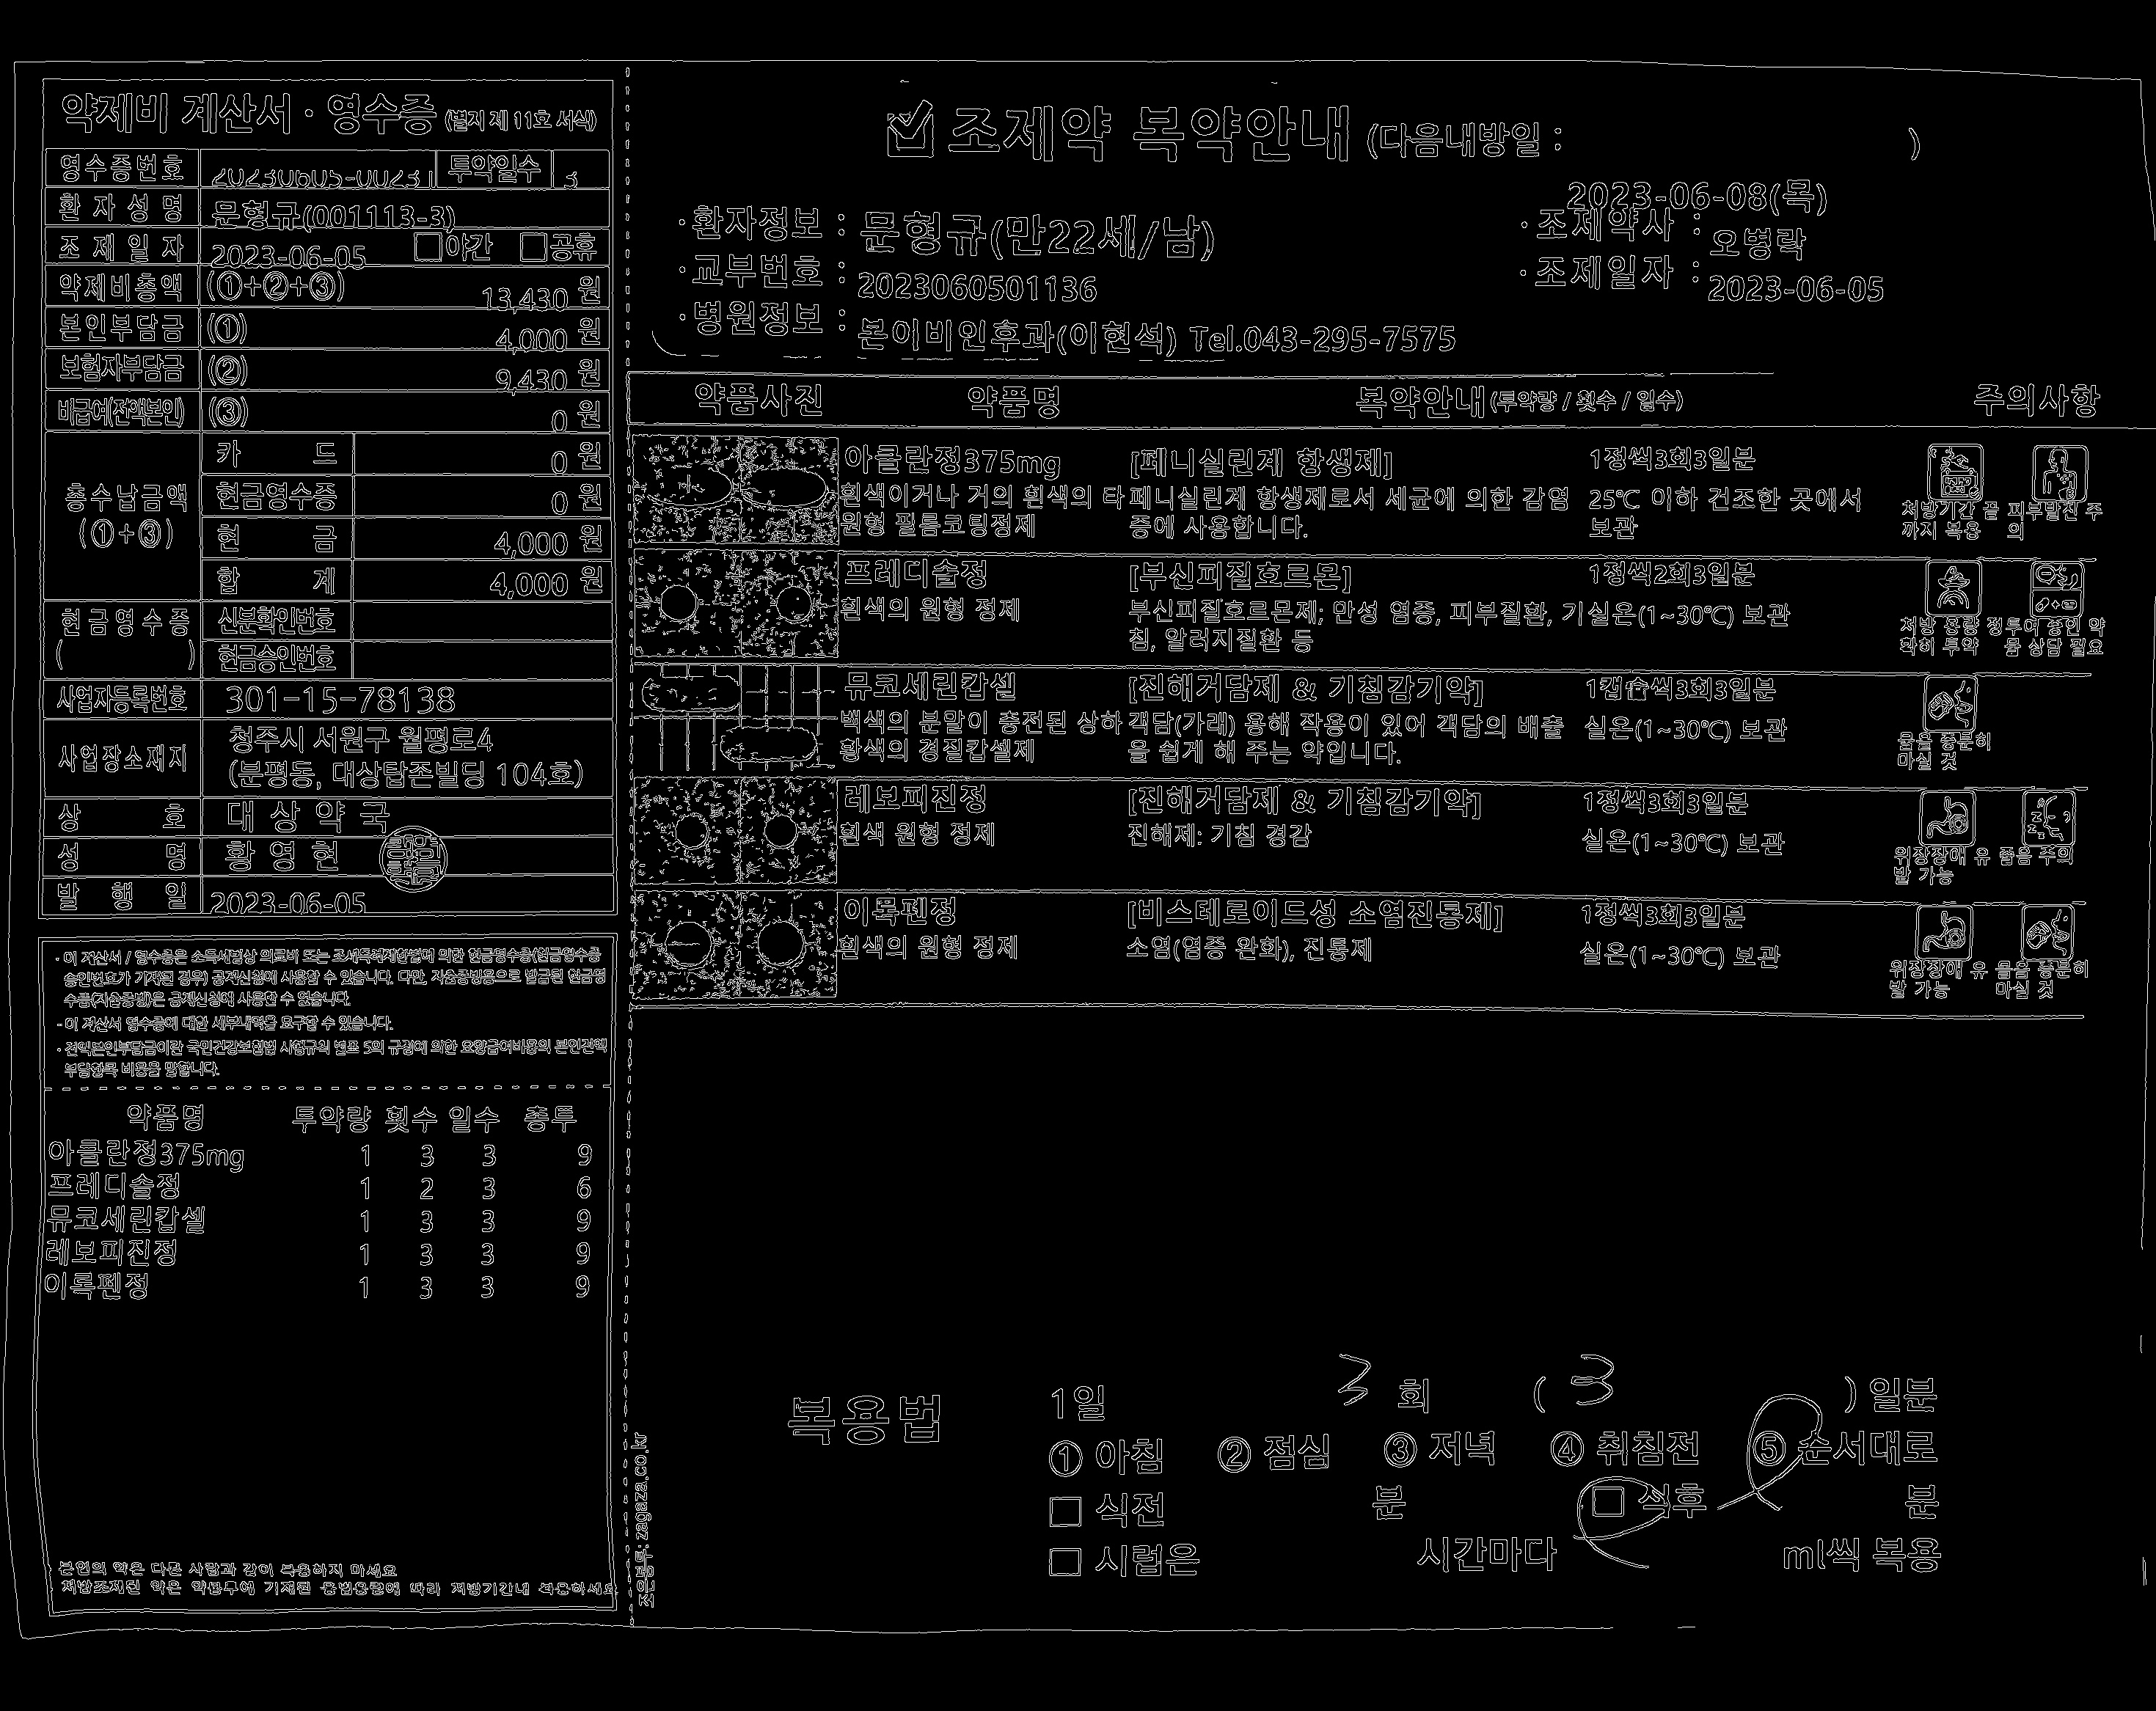 약제비 계산서 · 영수증 (별지 제 11호 서식)
영수증번호 20230605-00231 투약일수 3
환자성명 문형규(001113-3)
조제일자 2023-06-05 □야간 □공휴
약제비총액 (①+②+③) 13,430 원
본인부담금 (①) 4,000 원
보험자부담금 (②) 9,430 원
비급여(전액본인) (③) 0 원
총수납금액 (①+③)
카드 0 원
현금영수증 0 원
현금 4,000 원
합계 4,000 원
현금영수증 ( )
신분확인번호
현금승인번호
사업자등록번호 301-15-78138
사업장소재지 청주시 서원구 월평로4
(분평동, 대상탑존빌딩 104호)
상호 대상약국
성명 황영현
발행일 2023-06-05
· 이 계산서 / 영수증은 소득세법상 의료비 또는 조세특례제한법에 의한 현금영수증(현금영수증
승인번호가 기재된 경우) 공제신청에 사용할 수 있습니다. 다만, 지출증빙용으로 발급된 현금영
수증(지출증빙)은 공제신청에 사용할 수 없습니다.
- 이 계산서 영수증에 대한 세부내역을 요구할 수 있습니다.
· 전액본인부담금이란 국민건강보험법 시행규칙 별표 5의 규정에 의한 요양급여비용의 본인전액
부담항목 비용을 말합니다.
약품명 투약량 횟수 일수 총투
아클란정375mg 1 3 3 9
프레디솔정 1 2 3 6
뮤코세린캅셀 1 3 3 9
레보피진정 1 3 3 9
이록펜정 1 3 3 9
본인의 약은 다른 사람과 같이 복용하지 마세요
처방조제된 약은 약봉투에 기재된 용법용량에 따라 처방기간내 복용하세요
조인봉투: zagaza.co.kr
조제약 복약안내 (다음내방일 : )
2023-06-08(목)
· 환자정보 : 문형규(만22세/남)
· 조제약사 : 오병락
· 교부번호 : 2023060501136
· 조제일자 : 2023-06-05
· 병원정보 : 본이비인후과(이현석) Tel.043-295-7575
약품사진 약품명 복약안내(투약량 / 횟수 / 일수) 주의사항
아클란정375mg [페니실린계 항생제] 1정씩3회3일분
흰색이거나 거의 흰색의 타 페니실린계 항생제로서 세균에 의한 감염 25℃ 이하 건조한 곳에서 처방기간 끝 피부발진 주
원형 필름코팅정제 증에 사용합니다. 보관 까지 복용 의
프레디솔정 [부신피질호르몬] 1정씩2회3일분
흰색의 원형 정제 부신피질호르몬제; 만성 염증, 피부질환, 기 실온(1~30℃) 보관 처방 용량 정 투여 중인 약
침, 알러지질환 등 확히 투약 물 상담 필요
뮤코세린캅셀 [진해거담제 & 기침감기약] 1캡슐씩3회3일분
백색의 분말이 충전된 상하 객담(가래) 용해 작용이 있어 객담의 배출 실온(1~30℃) 보관 물을 충분히
황색의 경질캅셀제 을 쉽게 해 주는 약입니다. 마실 것
레보피진정 [진해거담제 & 기침감기약] 1정씩3회3일분
흰색 원형 정제 진해제: 기침 경감 실온(1~30℃) 보관 위장장애 유 졸음 주의
발 가능
이록펜정 [비스테로이드성 소염진통제] 1정씩3회3일분
흰색의 원형 정제 소염(염증 완화), 진통제 실온(1~30℃) 보관 위장장애 유 물을 충분히
발 가능 마실 것
복용법 1일 3 회 ( 3 ) 일분
① 아침 ② 점심 ③ 저녁 ④ 취침전 ⑤ 순서대로
□ 식전 분 □ 식후 분
□ 시럽은 시간마다 ml씩 복용